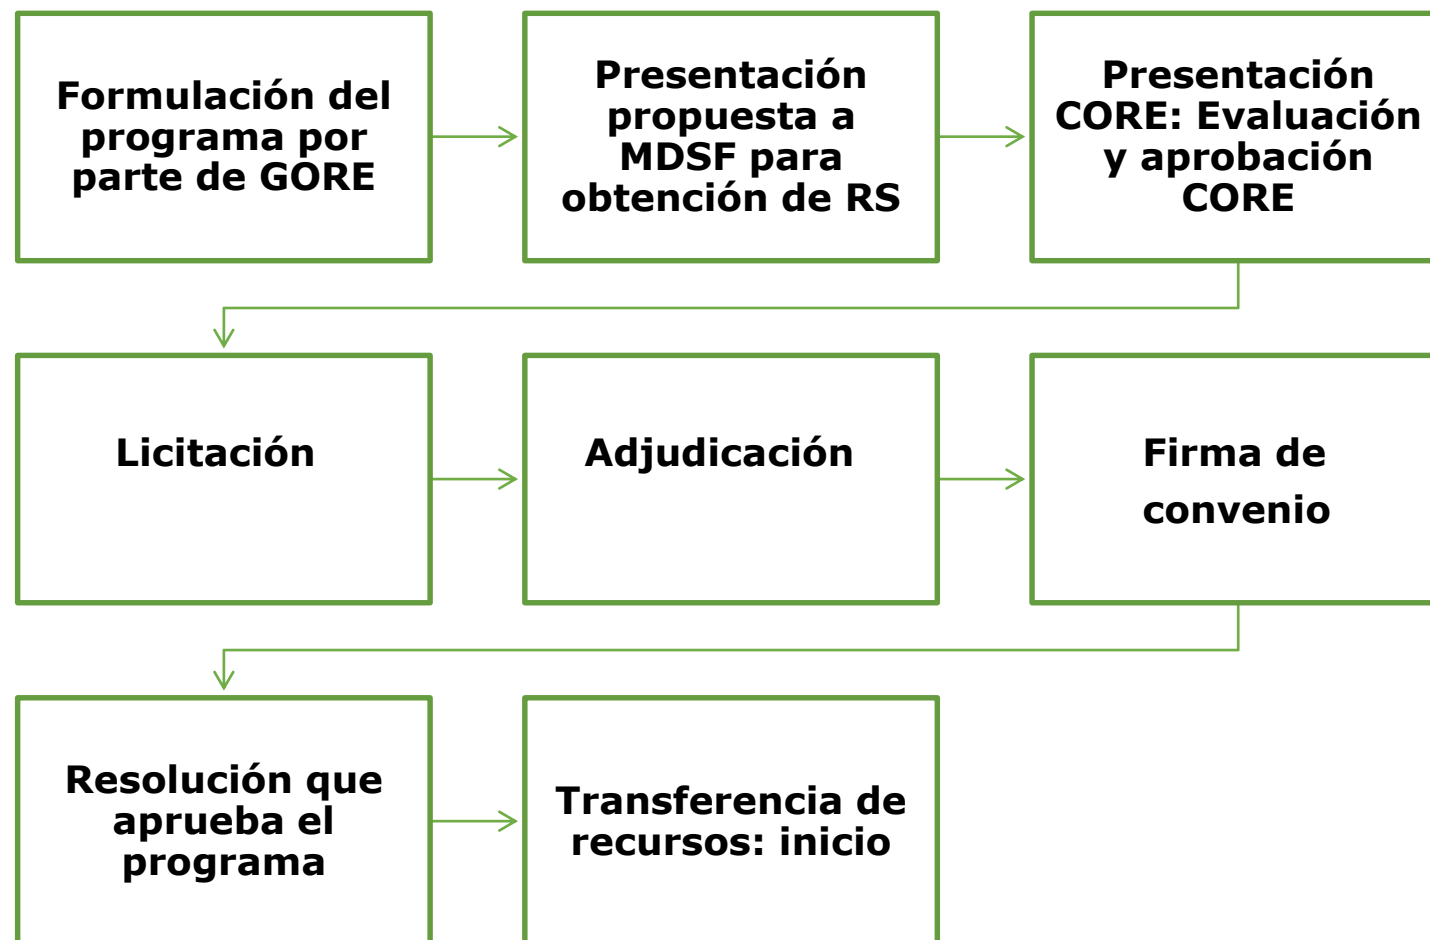 Formulación del
programa por
parte de GORE
Presentación
propuesta a
MDSF para
obtención de RS
Presentación
CORE: Evaluación
y aprobación
CORE
Licitación
Adjudicación
Firma de
convenio
Resolución que
aprueba el
programa
Transferencia de
recursos: inicio